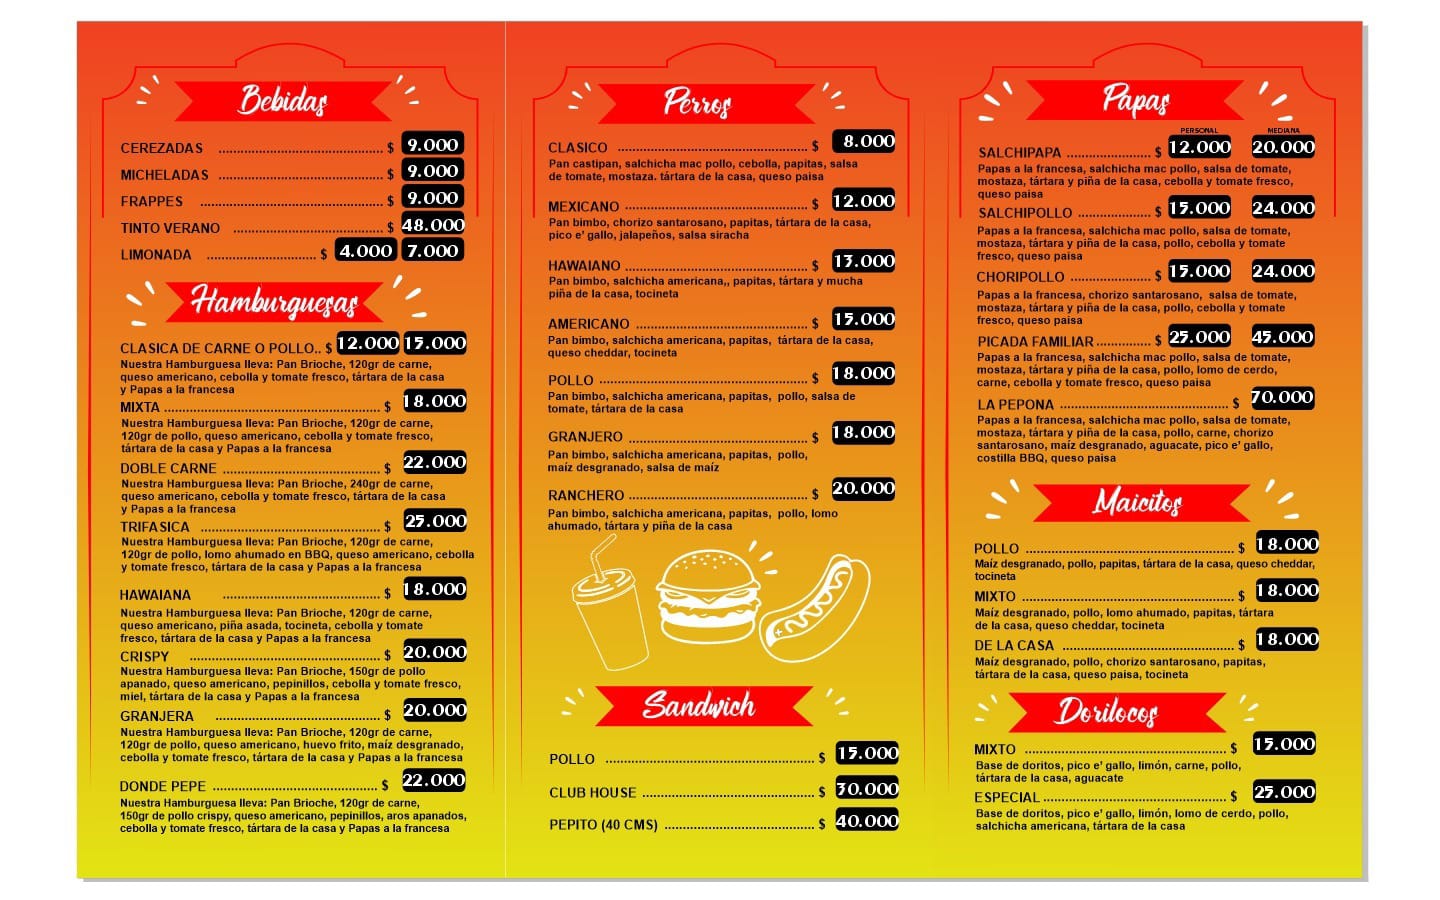 Bebidas
CEREZADAS ........ $ 9.000
MICHELADAS ........ $ 9.000
FRAPPES ........ $ 9.000
TINTO VERANO ........ $ 48.000
LIMONADA ........ $ 4.000 7.000
Hamburguesas
CLASICA DE CARNE O POLLO.. $ 12.000 15.000
Nuestra Hamburguesa lleva: Pan Brioche, 120gr de carne,
queso americano, cebolla y tomate fresco, tártara de la casa
y Papas a la francesa
MIXTA ........ $ 18.000
Nuestra Hamburguesa lleva: Pan Brioche, 120gr de carne,
120gr de pollo, queso americano, cebolla y tomate fresco,
tártara de la casa y Papas a la francesa
DOBLE CARNE ........ $ 22.000
Nuestra Hamburguesa lleva: Pan Brioche, 240gr de carne,
queso americano, cebolla y tomate fresco, tártara de la casa
y Papas a la francesa
TRIFASICA ........ $ 25.000
Nuestra Hamburguesa lleva: Pan Brioche, 120gr de carne,
120gr de pollo, lomo ahumado en BBQ, queso americano, cebolla
y tomate fresco, tártara de la casa y Papas a la francesa
HAWAIANA ........ $ 18.000
Nuestra Hamburguesa lleva: Pan Brioche, 120gr de carne,
queso americano, piña asada, tocineta, cebolla y tomate
fresco, tártara de la casa y Papas a la francesa
CRISPY ........ $ 20.000
Nuestra Hamburguesa lleva: Pan Brioche, 150gr de pollo
apanado, queso americano, pepinillos, cebolla y tomate fresco,
miel, tártara de la casa y Papas a la francesa
GRANJERA ........ $ 20.000
Nuestra Hamburguesa lleva: Pan Brioche, 120gr de carne,
120gr de pollo, queso americano, huevo frito, maíz desgranado,
cebolla y tomate fresco, tártara de la casa y Papas a la francesa
DONDE PEPE ........ $ 22.000
Nuestra Hamburguesa lleva: Pan Brioche, 120gr de carne,
150gr de pollo crispy, queso americano, pepinillos, aros apanados,
cebolla y tomate fresco, tártara de la casa y Papas a la francesa
Perros
CLASICO ........ $ 8.000
Pan castipan, salchicha mac pollo, cebolla, papitas, salsa
de tomate, mostaza. tártara de la casa, queso paisa
MEXICANO ........ $ 12.000
Pan bimbo, chorizo santarosano, papitas, tártara de la casa,
pico e' gallo, jalapeños, salsa siracha
HAWAIANO ........ $ 13.000
Pan bimbo, salchicha americana,, papitas, tártara y mucha
piña de la casa, tocineta
AMERICANO ........ $ 15.000
Pan bimbo, salchicha americana, papitas, tártara de la casa,
queso cheddar, tocineta
POLLO ........ $ 18.000
Pan bimbo, salchicha americana, papitas, pollo, salsa de
tomate, tártara de la casa
GRANJERO ........ $ 18.000
Pan bimbo, salchicha americana, papitas, pollo,
maíz desgranado, salsa de maíz
RANCHERO ........ $ 20.000
Pan bimbo, salchicha americana, papitas, pollo, lomo
ahumado, tártara y piña de la casa
Sandwich
POLLO ........ $ 15.000
CLUB HOUSE ........ $ 30.000
PEPITO (40 CMS) ........ $ 40.000
Papas
PERSONAL MEDIANA
SALCHIPAPA ........ $ 12.000 20.000
Papas a la francesa, salchicha mac pollo, salsa de tomate,
mostaza, tártara y piña de la casa, cebolla y tomate fresco,
queso paisa
SALCHIPOLLO ........ $ 15.000 24.000
Papas a la francesa, salchicha mac pollo, salsa de tomate,
mostaza, tártara y piña de la casa, pollo, cebolla y tomate
fresco, queso paisa
CHORIPOLLO ........ $ 15.000 24.000
Papas a la francesa, chorizo santarosano, salsa de tomate,
mostaza, tártara y piña de la casa, pollo, cebolla y tomate
fresco, queso paisa
PICADA FAMILIAR ........ $ 25.000 45.000
Papas a la francesa, salchicha mac pollo, salsa de tomate,
mostaza, tártara y piña de la casa, pollo, lomo de cerdo,
carne, cebolla y tomate fresco, queso paisa
LA PEPONA ........ $ 70.000
Papas a la francesa, salchicha mac pollo, salsa de tomate,
mostaza, tártara y piña de la casa, pollo, carne, chorizo
santarosano, maíz desgranado, aguacate, pico e' gallo,
costilla BBQ, queso paisa
Maicitos
POLLO ........ $ 18.000
Maíz desgranado, pollo, papitas, tártara de la casa, queso cheddar,
tocineta
MIXTO ........ $ 18.000
Maíz desgranado, pollo, lomo ahumado, papitas, tártara
de la casa, queso cheddar, tocineta
DE LA CASA ........ $ 18.000
Maíz desgranado, pollo, chorizo santarosano, papitas,
tártara de la casa, queso paisa, tocineta
Dorilocos
MIXTO ........ $ 15.000
Base de doritos, pico e' gallo, limón, carne, pollo,
tártara de la casa, aguacate
ESPECIAL ........ $ 25.000
Base de doritos, pico e' gallo, limón, lomo de cerdo, pollo,
salchicha americana, tártara de la casa